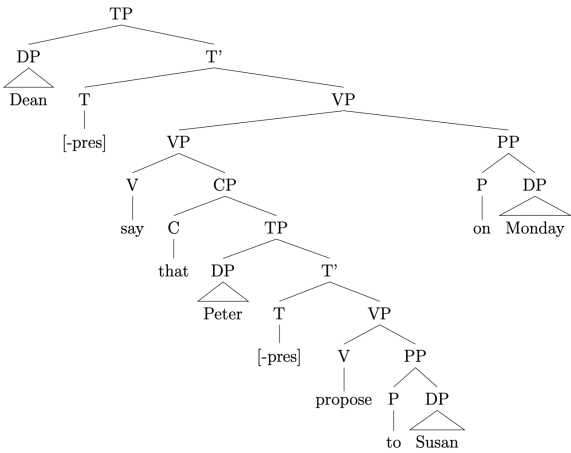 TP
DP T'
Dean T VP
[-pres] VP PP
V CP P DP
say C TP on Monday
that DP T'
Peter T VP
[-pres] V PP
propose P DP
to Susan